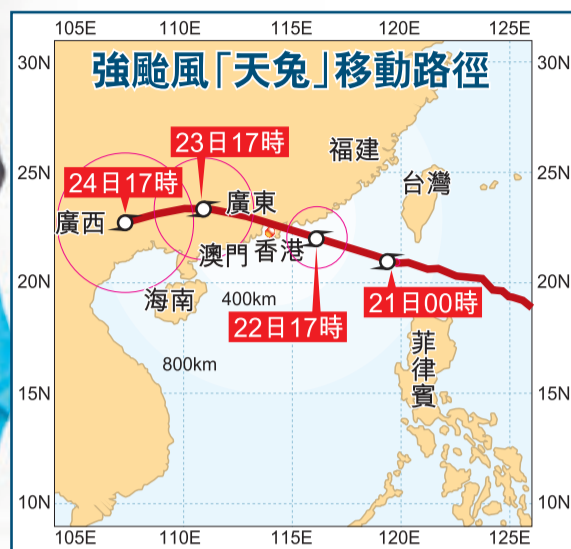 105E 110E 115E 120E 125E
強颱風「天兔」移動路徑
30N 30N
23日17時
福建
25N 25N
24日17時
台灣
廣西
廣東
澳門
香港
20N 20N
海南
400km
22日17時
21日00時
800km
菲律賓
15N 15N
10N 10N
105E 110E 115E 120E 125E